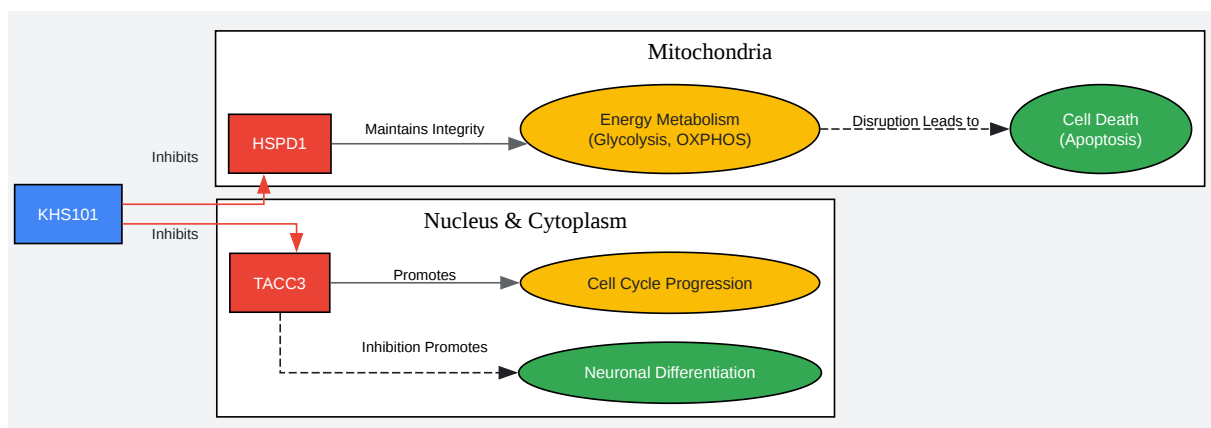 Mitochondria
HSPD1
Maintains Integrity
Energy Metabolism
(Glycolysis, OXPHOS)
Disruption Leads to
Cell Death
(Apoptosis)
Inhibits
KHS101
Inhibits
Nucleus & Cytoplasm
TACC3
Promotes
Cell Cycle Progression
Inhibition Promotes
Neuronal Differentiation